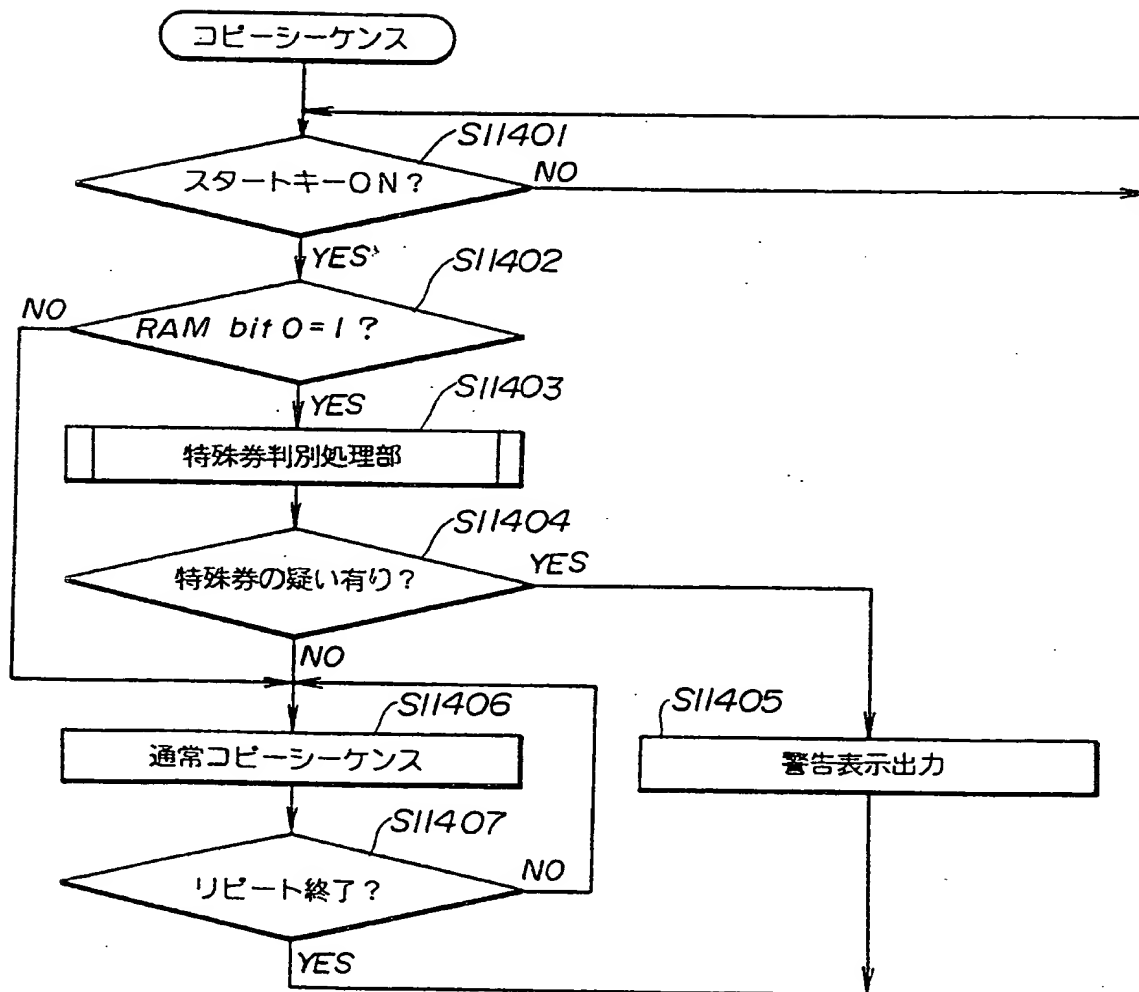 コピーシーケンス
S11401
スタートキーON?
NO
YES
S11402
NO
RAM bit 0=1?
S11403
YES
特殊券判別処理部
S11404
特殊券の疑い有り?
YES
NO
S11406
S11405
通常コピーシーケンス
警告表示出力
S11407
リピート終了?
NO
YES